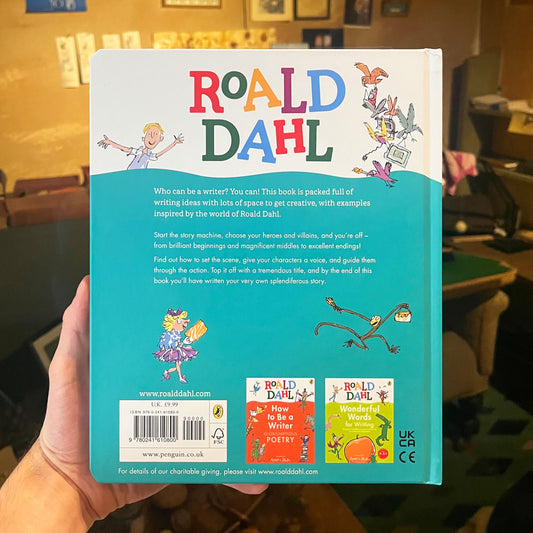 ROALD
DAHL
Who can be a writer? You can! This book is packed full of
writing ideas with lots of space to get creative, with examples
inspired by the world of Roald Dahl.
Start the story machine, choose your heroes and villains, and you're off –
from brilliant beginnings and magnificent middles to excellent endings!
Find out how to set the scene, give your characters a voice, and guide them
through the action. Top it off with a tremendous title, and by the end of this
book you'll have written your very own splendiferous story.
www.roalddahl.com
U.K. £9.99
90000
9 780241 610800
FSC
www.penguin.co.uk
ROALD
DAHL
How to
Be a
Writer
POETRY
ROALD
DAHL
Wonderful
Words
for Writing
UK
CA
CE
For details of our charitable giving, please visit www.roalddahl.com